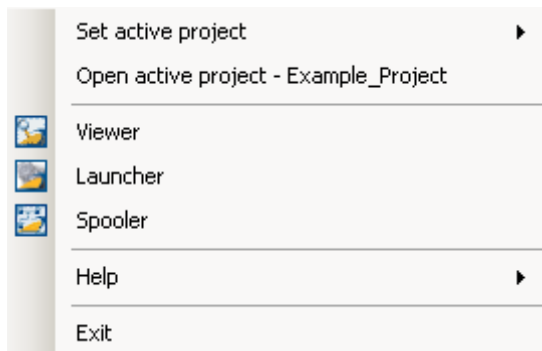 Set active project
Open active project - Example_Project
Viewer
Launcher
Spooler
Help
Exit